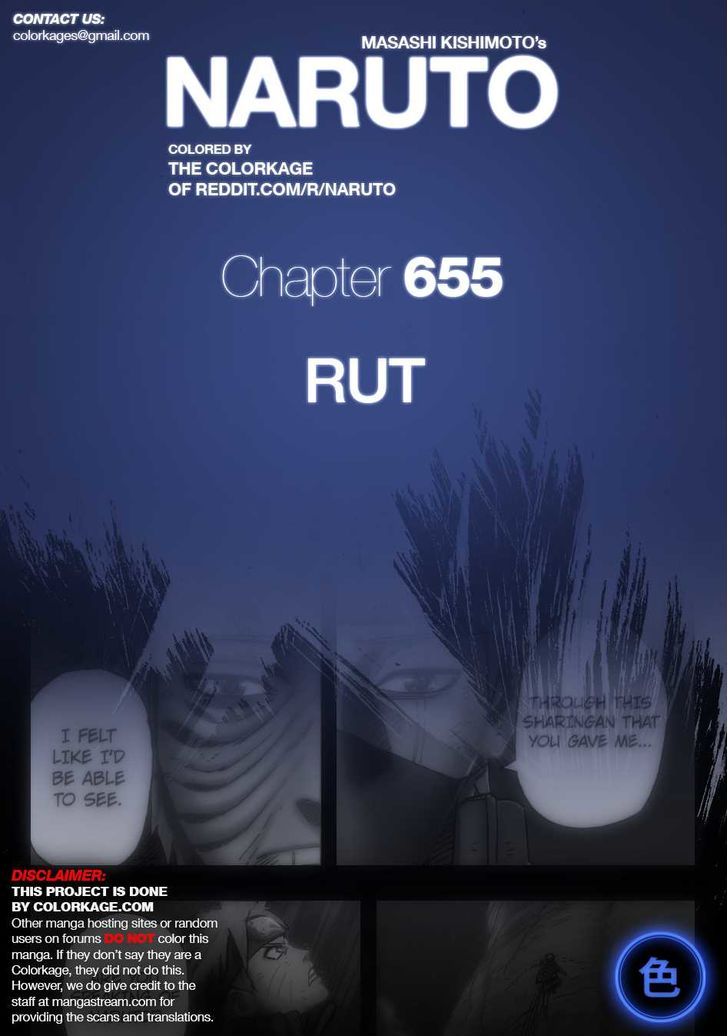 CONTACT US:
colorkages@gmail.com
MASASHI KISHIMOTO's
NARUTO
COLORED BY
THE COLORKAGE
OF REDDIT.COM/R/NARUTO
Chapter 655
RUT
THROUGH THIS
SHARINGAN THAT
YOU GAVE ME...
I FELT
LIKE I'D
BE ABLE
TO SEE.
DISCLAIMER:
THIS PROJECT IS DONE
BY COLORKAGE.COM
Other manga hosting sites or random
users on forums DO NOT color this
manga. If they don't say they are a
Colorkage, they did not do this.
However, we do give credit to the
staff at mangastream.com for
providing the scans and translations.
色